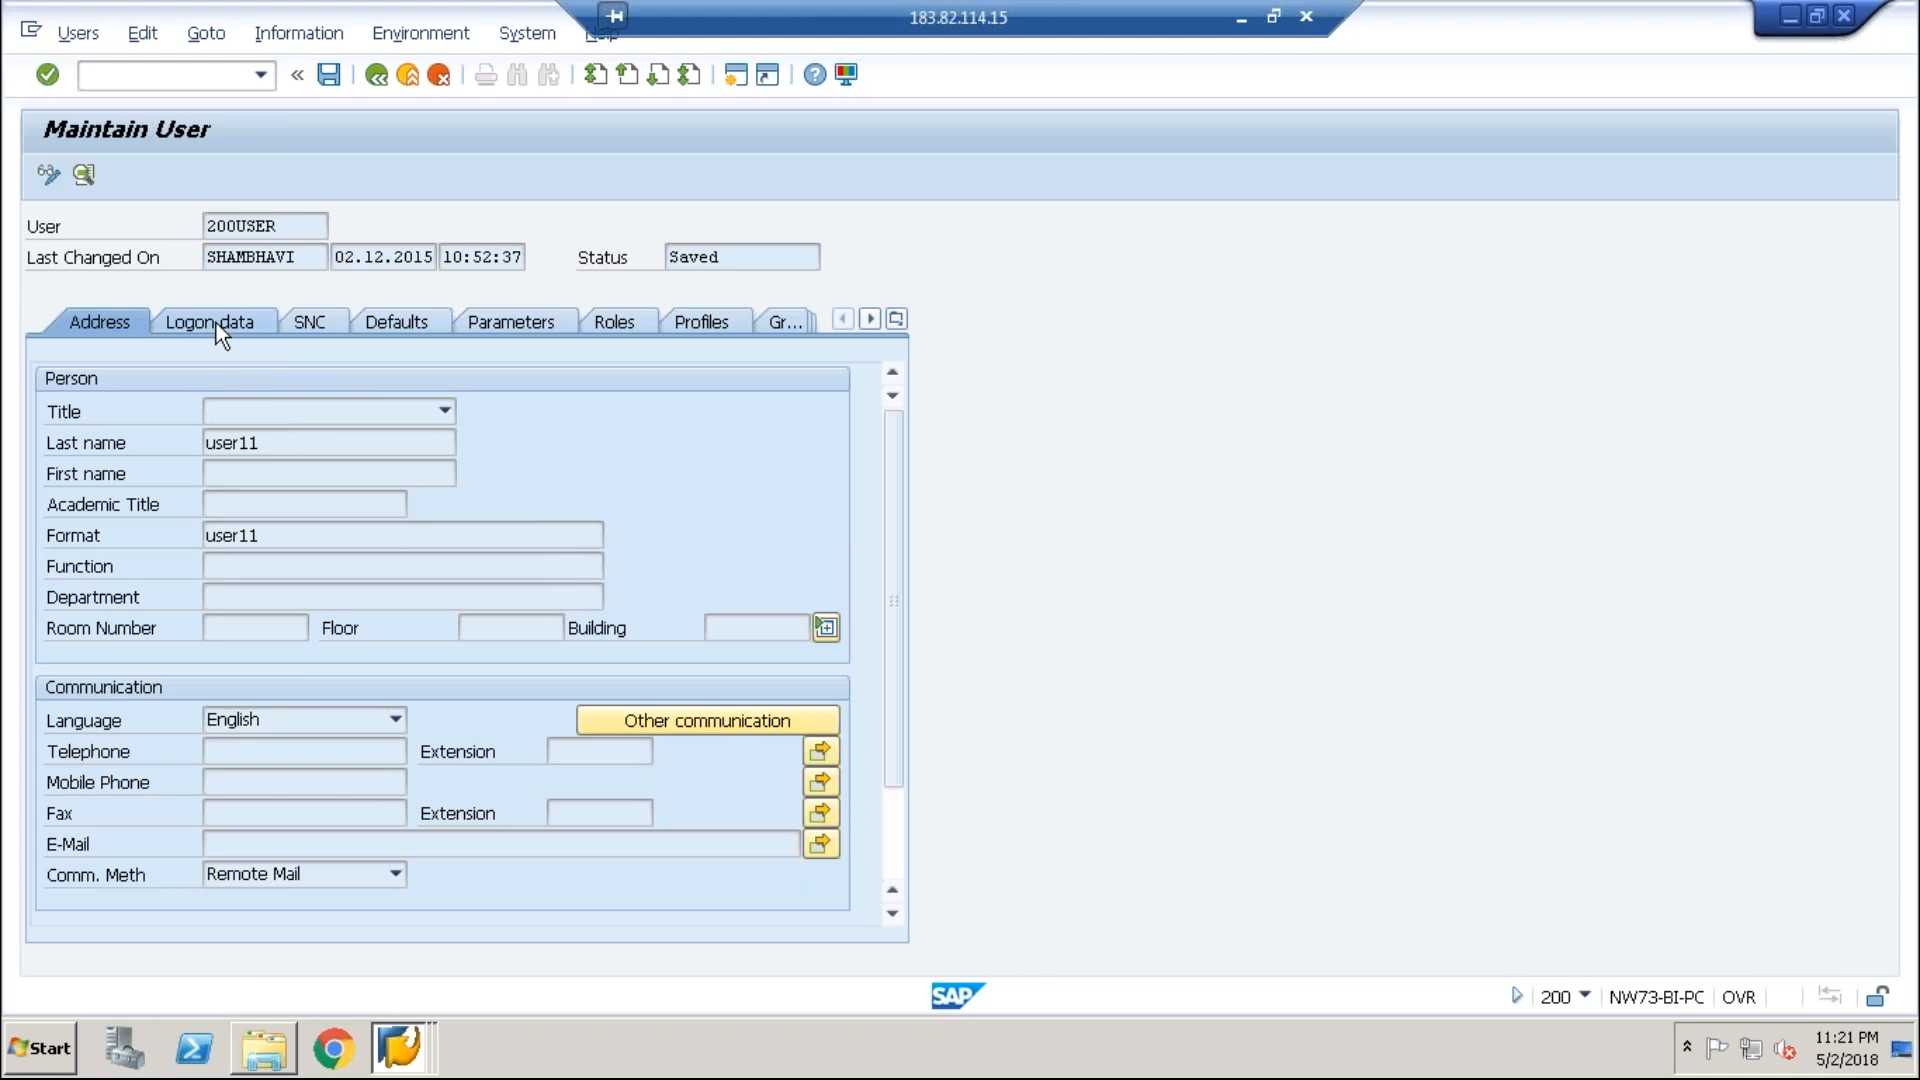 183.82.114.15
Users Edit Goto Information Environment System Help
Maintain User
User 200USER
Last Changed On SHAMBHAVI 02.12.2015 10:52:37 Status Saved
Address Logon data SNC Defaults Parameters Roles Profiles Gr...
Person
Title
Last name user11
First name
Academic Title
Format user11
Function
Department
Room Number Floor Building
Communication
Language English Other communication
Telephone Extension
Mobile Phone
Fax Extension
E-Mail
Comm. Meth Remote Mail
SAP 200 NW73-BI-PC OVR
Start 11:21 PM
5/2/2018